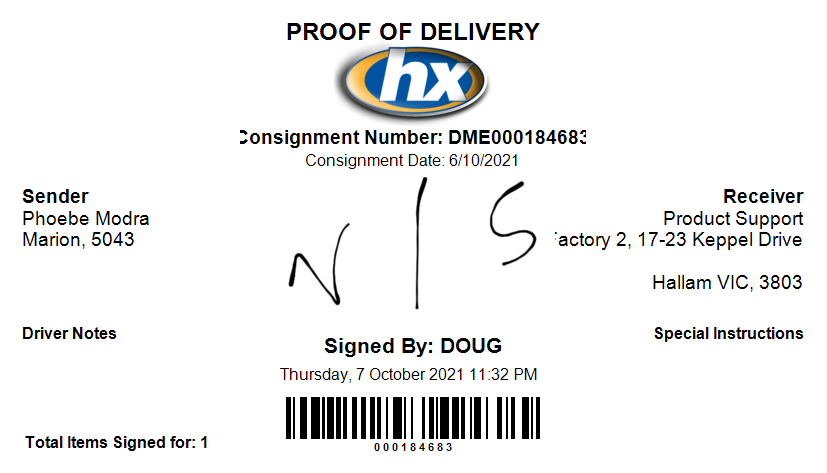 PROOF OF DELIVERY
hx
Consignment Number: DME000184683
Consignment Date: 6/10/2021
Sender
Phoebe Modra
Marion, 5043
N | S
Receiver
Product Support
Factory 2, 17-23 Keppel Drive
Hallam VIC, 3803
Driver Notes
Special Instructions
Signed By: DOUG
Thursday, 7 October 2021 11:32 PM
000184683
Total Items Signed for: 1